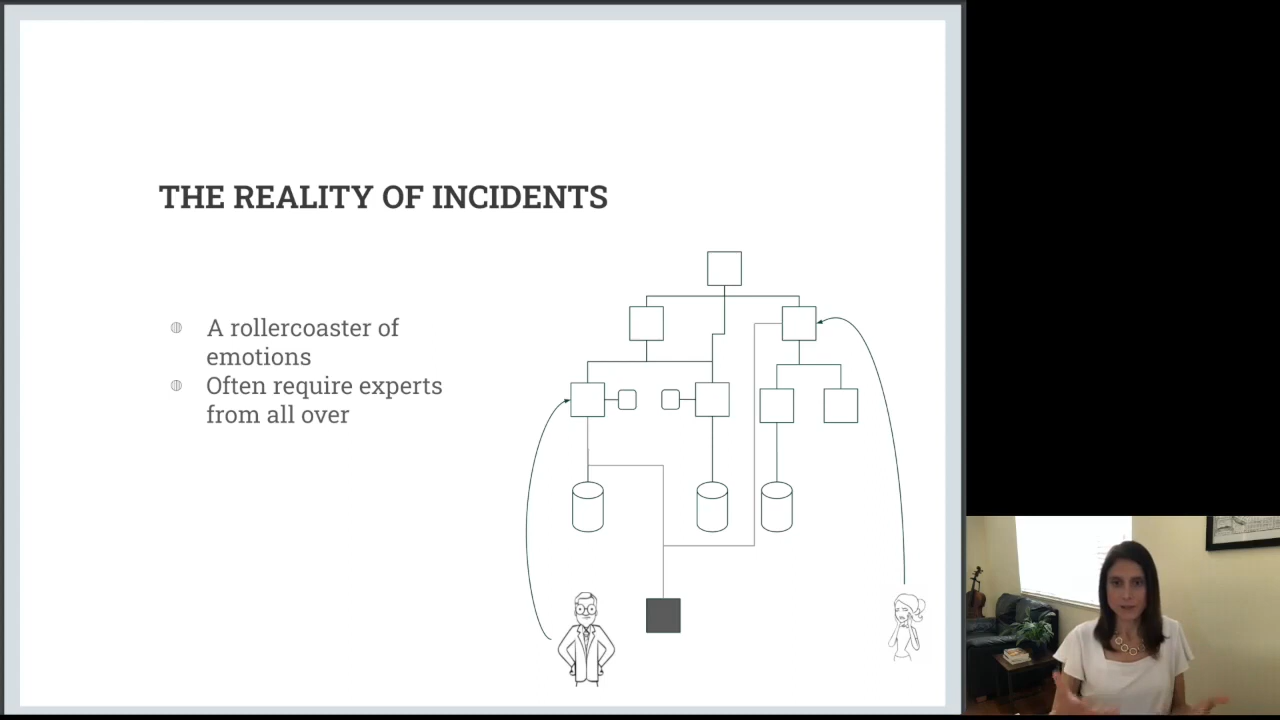 THE REALITY OF INCIDENTS
A rollercoaster of
emotions
Often require experts
from all over